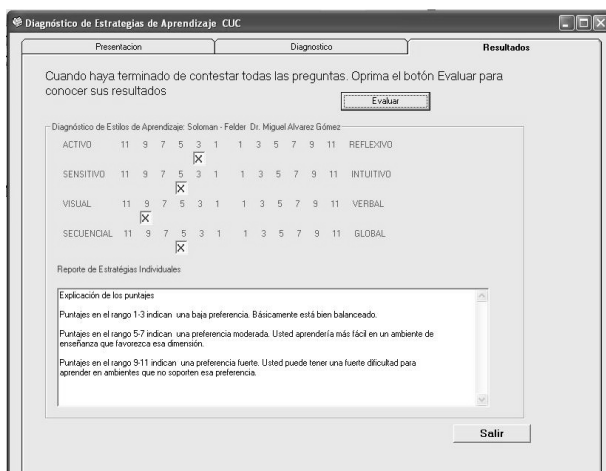 Diagnóstico de Estrategias de Aprendizaje CUC
Presentacion Diagnostico Resultados
Cuando haya terminado de contestar todas las preguntas. Oprima el botón Evaluar para
conocer sus resultados
Evaluar
Diagnóstico de Estilos de Aprendizaje: Soloman - Felder Dr. Miguel Alvarez Gómez
ACTIVO 11 9 7 5 3 1 1 3 5 7 9 11 REFLEXIVO
X
SENSITIVO 11 9 7 5 3 1 1 3 5 7 9 11 INTUITIVO
X
VISUAL 11 9 7 5 3 1 1 3 5 7 9 11 VERBAL
X
SECUENCIAL 11 9 7 5 3 1 1 3 5 7 9 11 GLOBAL
X
Reporte de Estratégias Individuales
Explicación de los puntajes
Puntajes en el rango 1-3 indican una baja preferencia. Básicamente está bien balanceado.
Puntajes en el rango 5-7 indican una preferencia moderada. Usted aprendería más fácil en un ambiente de
enseñanza que favorezca esa dimensión.
Puntajes en el rango 9-11 indican una preferencia fuerte. Usted puede tener una fuerte dificultad para
aprender en ambientes que no soporten esa preferencia.
Salir